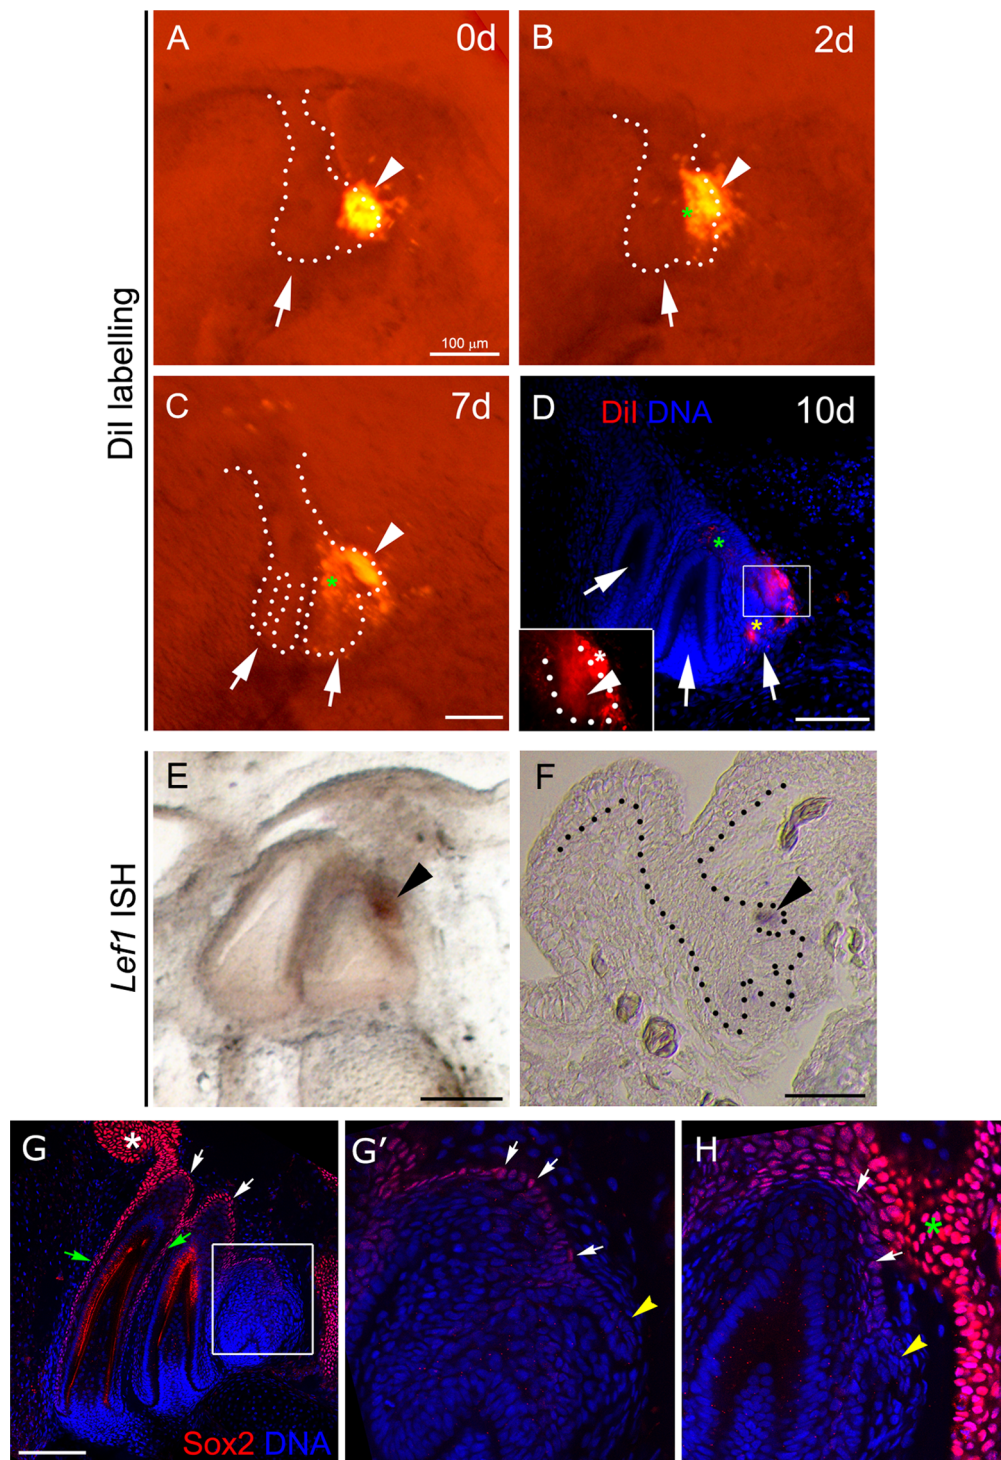 A
0d
100 µm
B
2d
DiI labelling
C
7d
D
DiI DNA
10d
Lef1 ISH
E
F
G
Sox2 DNA
G′
H